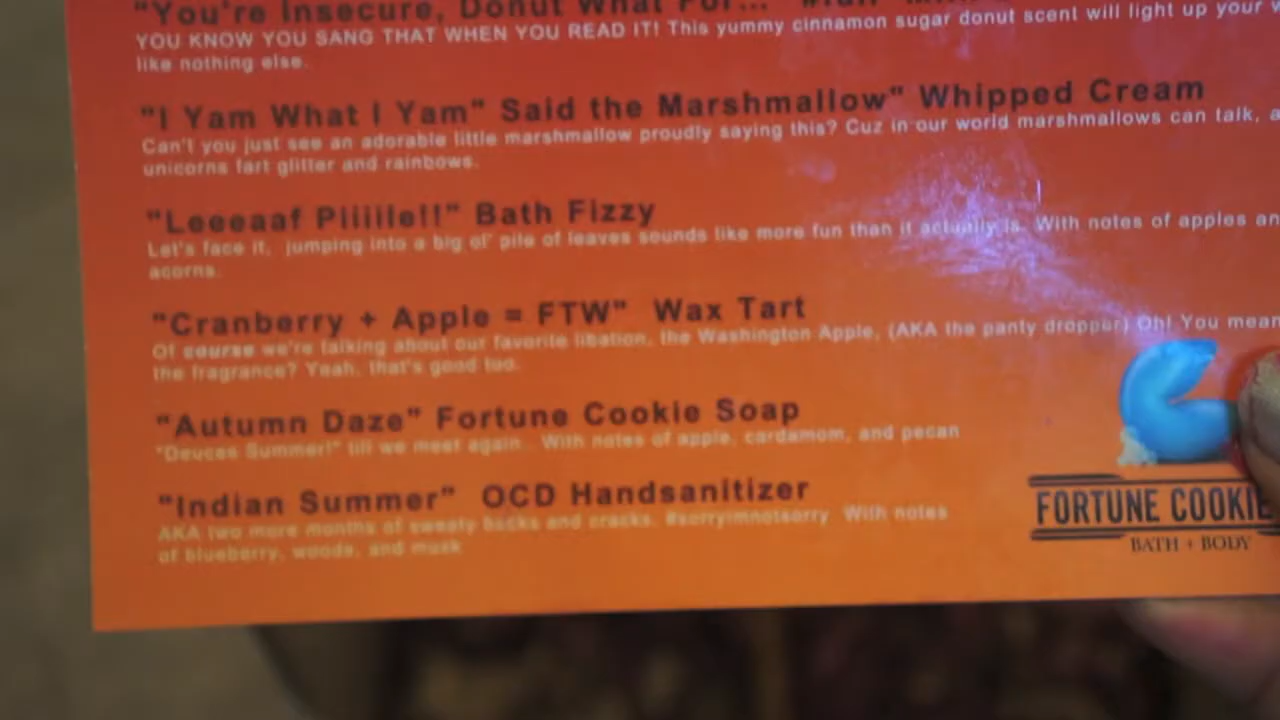 "You're Insecure, Donut What For...
YOU KNOW YOU SANG THAT WHEN YOU READ IT! This yummy cinnamon sugar donut scent will light up your
like nothing else.
"I Yam What I Yam" Said the Marshmallow" Whipped Cream
Can't you just see an adorable little marshmallow proudly saying this? Cuz in our world marshmallows can talk,
unicorns fart glitter and rainbows.
"Leeeaaf Piiiile!!" Bath Fizzy
Let's face it, jumping into a big ol' pile of leaves sounds like more fun than it actually is. With notes of apples an
acorns.
"Cranberry + Apple = FTW" Wax Tart
Of course we're talking about our favorite libation, the Washington Apple, (AKA the panty dropper) Oh! You mean
the fragrance? Yeah, that's good too.
"Autumn Daze" Fortune Cookie Soap
"Deuces Summer!" till we meet again. With notes of apple, cardamom, and pecan
"Indian Summer" OCD Handsanitizer
AKA two more months of sweaty backs and cracks. #sorryimnotsorry With notes
of blueberry, woods, and musk
FORTUNE COOKIE
BATH + BODY